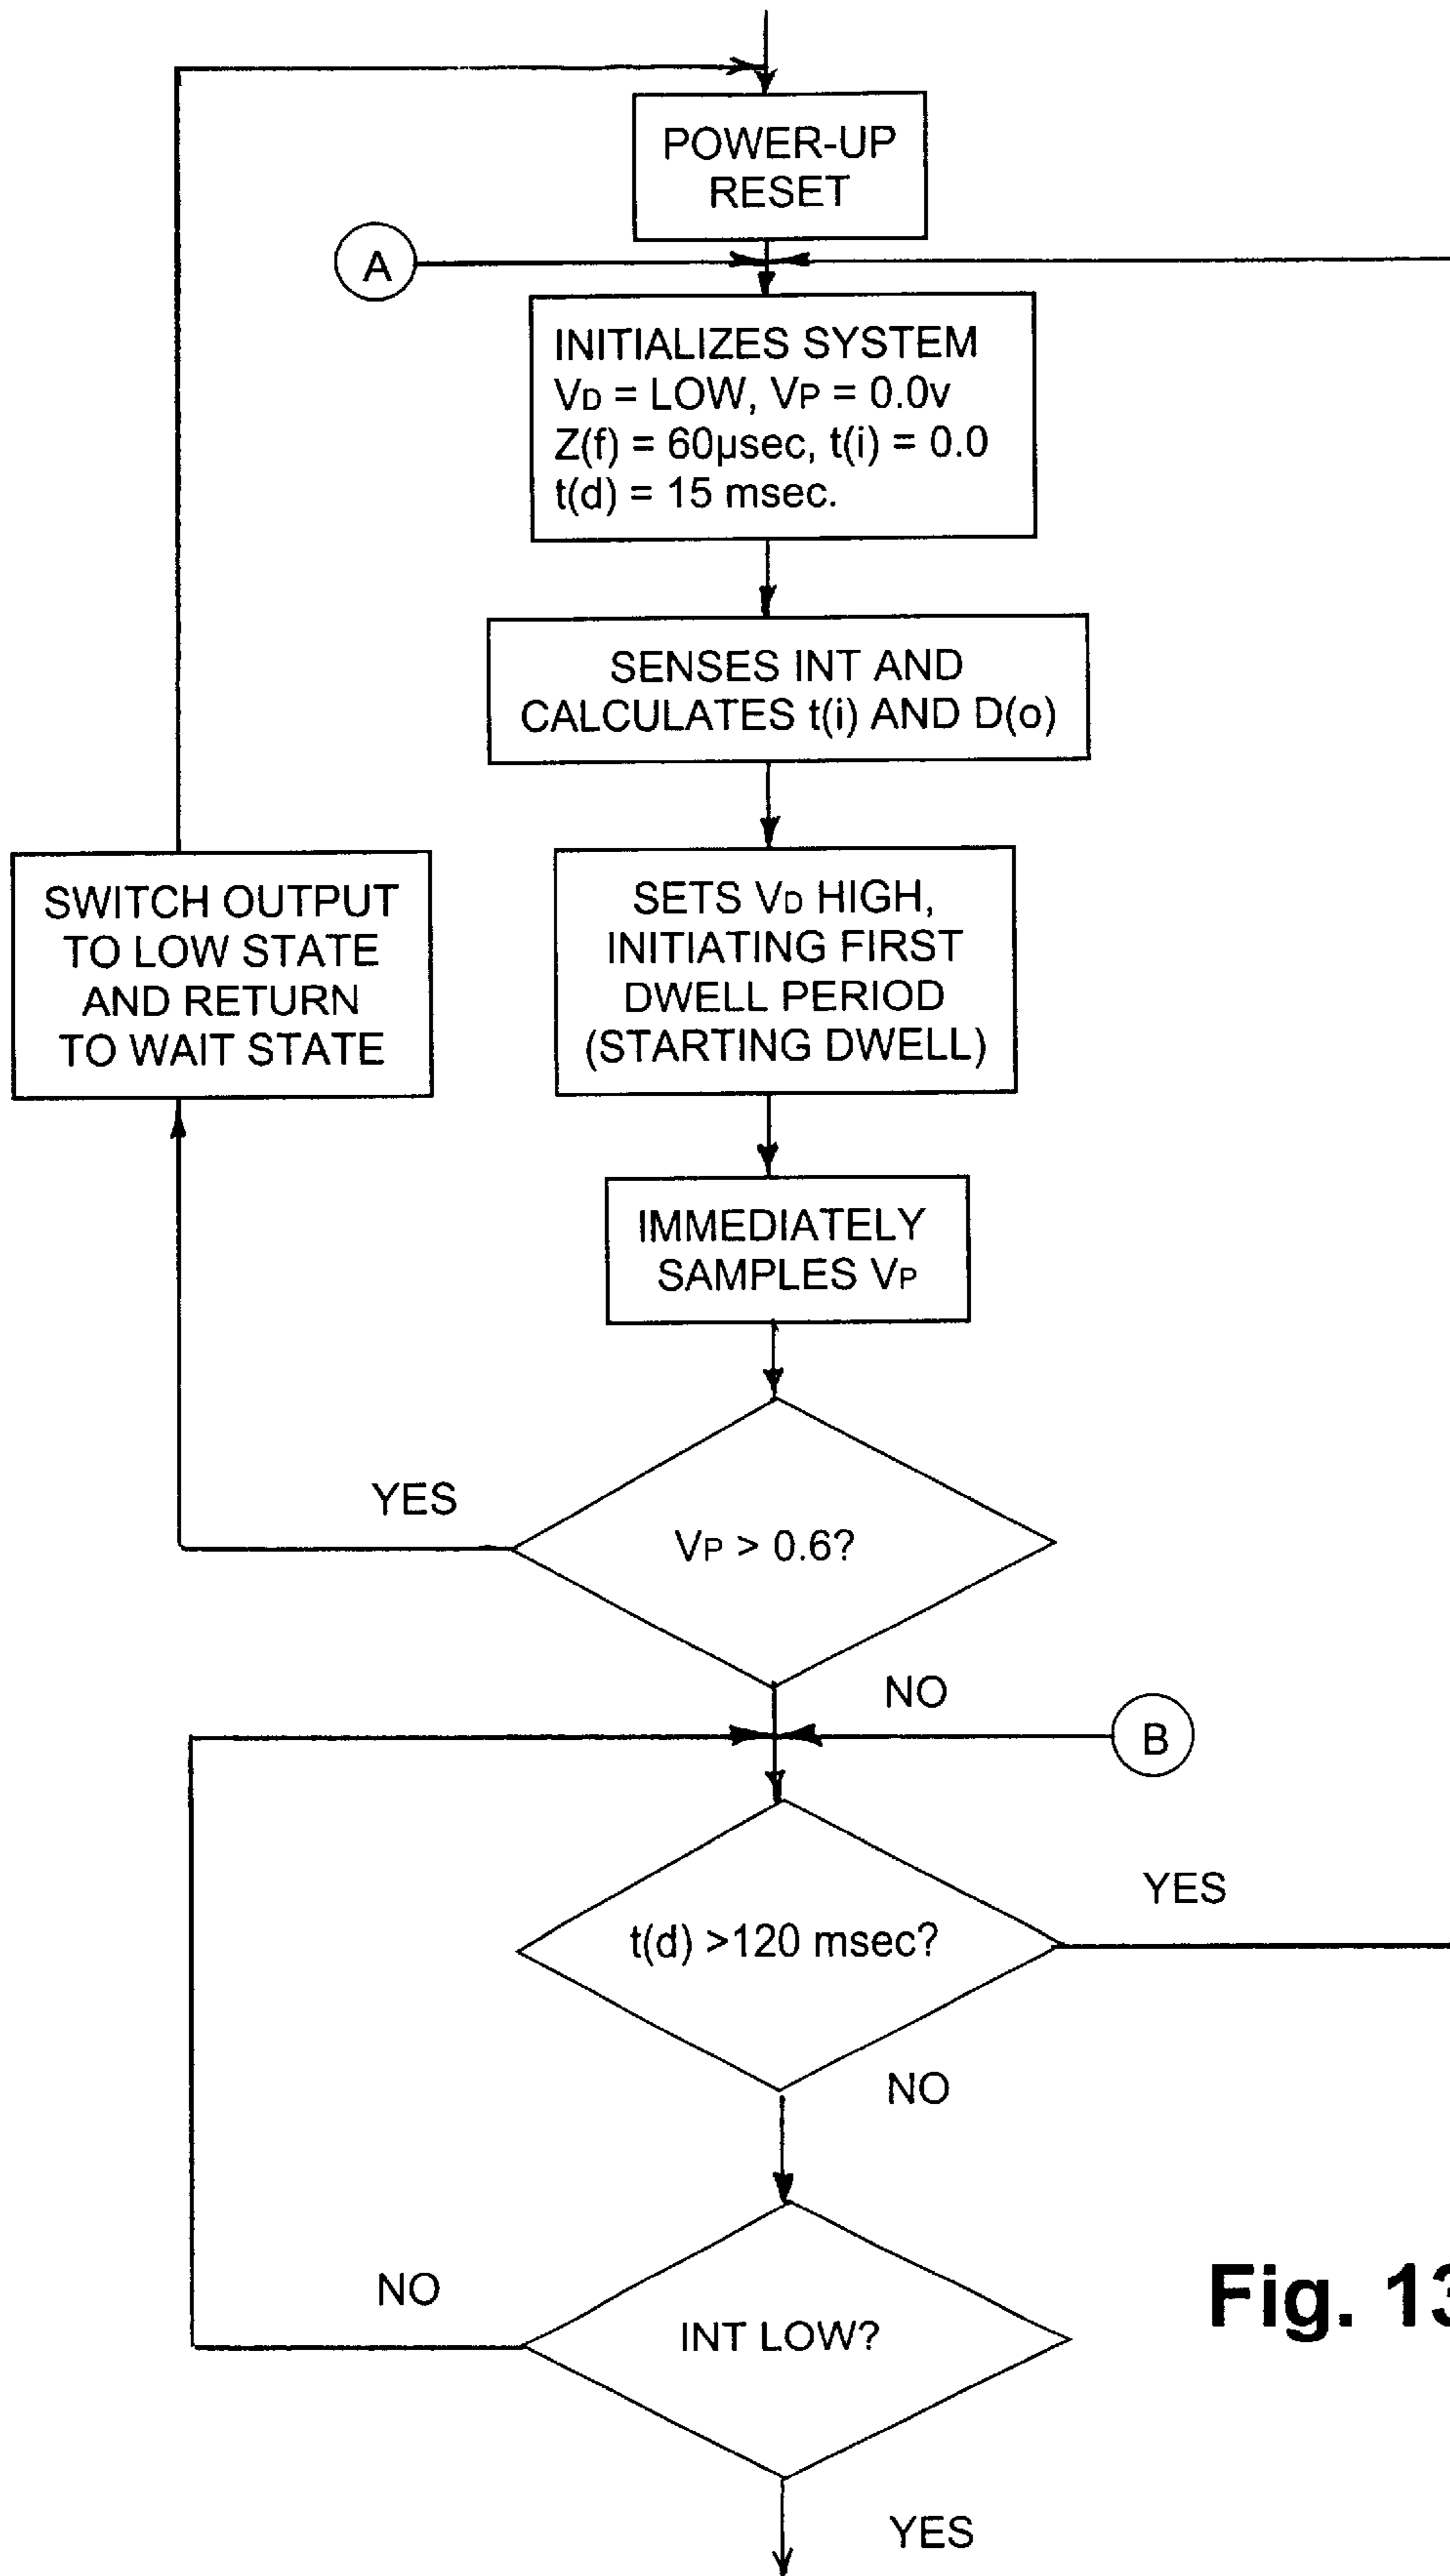 POWER-UP
RESET
A
INITIALIZES SYSTEM
VD = LOW, VP = 0.0v
Z(f) = 60µsec, t(i) = 0.0
t(d) = 15 msec.
SENSES INT AND
CALCULATES t(i) AND D(o)
SWITCH OUTPUT
TO LOW STATE
AND RETURN
TO WAIT STATE
SETS VD HIGH,
INITIATING FIRST
DWELL PERIOD
(STARTING DWELL)
IMMEDIATELY
SAMPLES VP
YES
VP > 0.6?
NO
B
YES
t(d) >120 msec?
NO
NO
INT LOW?
Fig. 13
YES